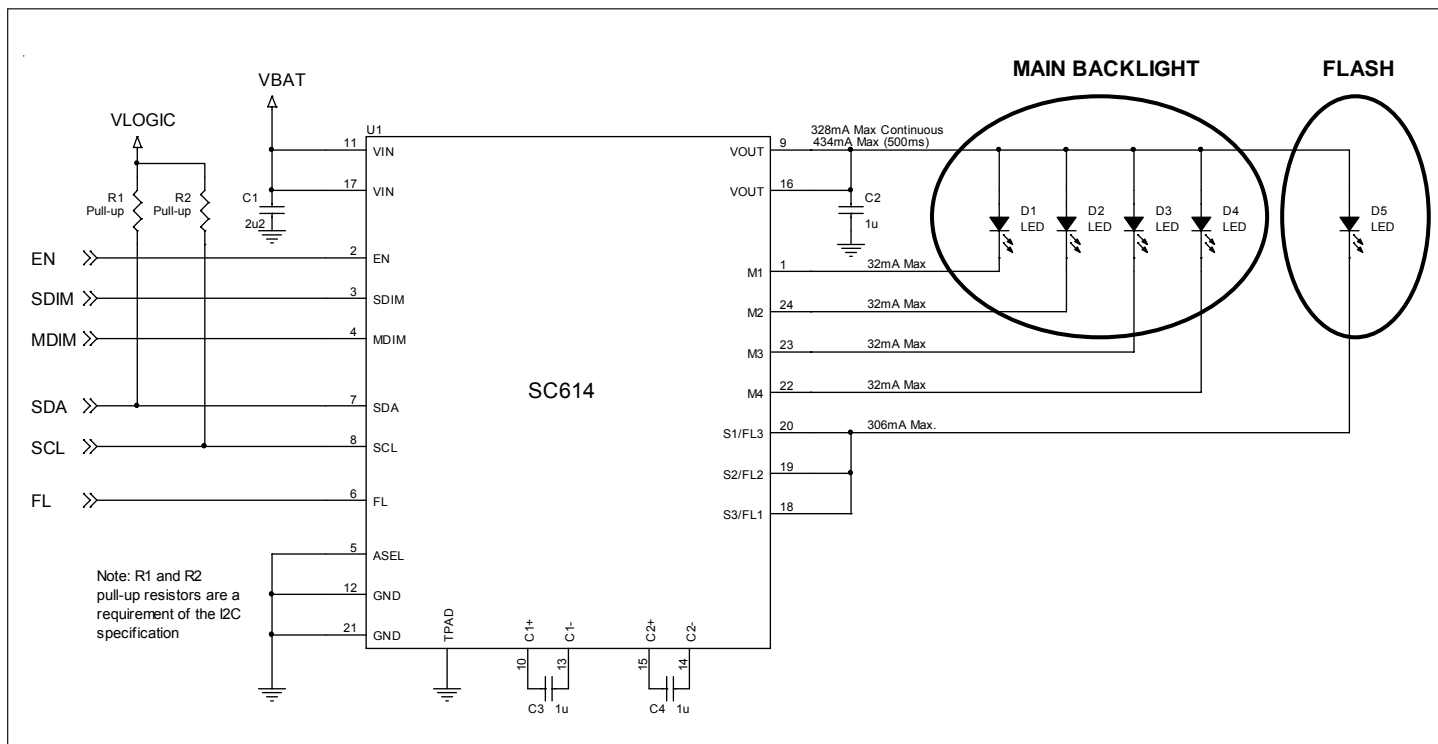 MAIN BACKLIGHT
FLASH
VBAT
VLOGIC
U1
328mA Max Continuous
434mA Max (500ms)
11
VIN
VOUT
9
17
VIN
VOUT
16
R1
Pull-up
R2
Pull-up
C1
2u2
C2
1u
D1
LED
D2
LED
D3
LED
D4
LED
D5
LED
EN
2
EN
M1
1
32mA Max
SDIM
3
SDIM
M2
24
32mA Max
MDIM
4
MDIM
M3
23
32mA Max
SC614
M4
22
32mA Max
SDA
7
SDA
S1/FL3
20
306mA Max.
SCL
8
SCL
S2/FL2
19
FL
6
FL
S3/FL1
18
5
ASEL
12
GND
21
GND
Note: R1 and R2
pull-up resistors are a
requirement of the I2C
specification
TPAD
C1+
C1-
C2+
C2-
10
13
15
14
C3
1u
C4
1u